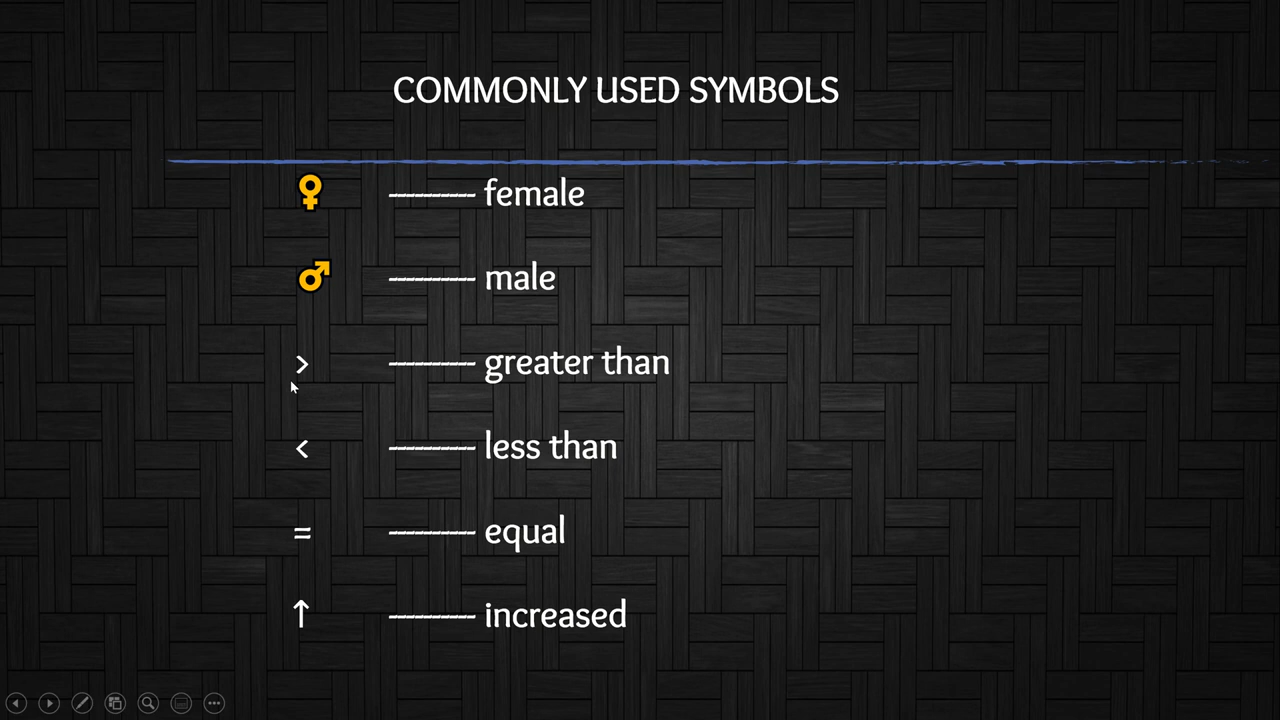 COMMONLY USED SYMBOLS
♀ --------- female
♂ --------- male
> --------- greater than
< --------- less than
= --------- equal
↑ --------- increased